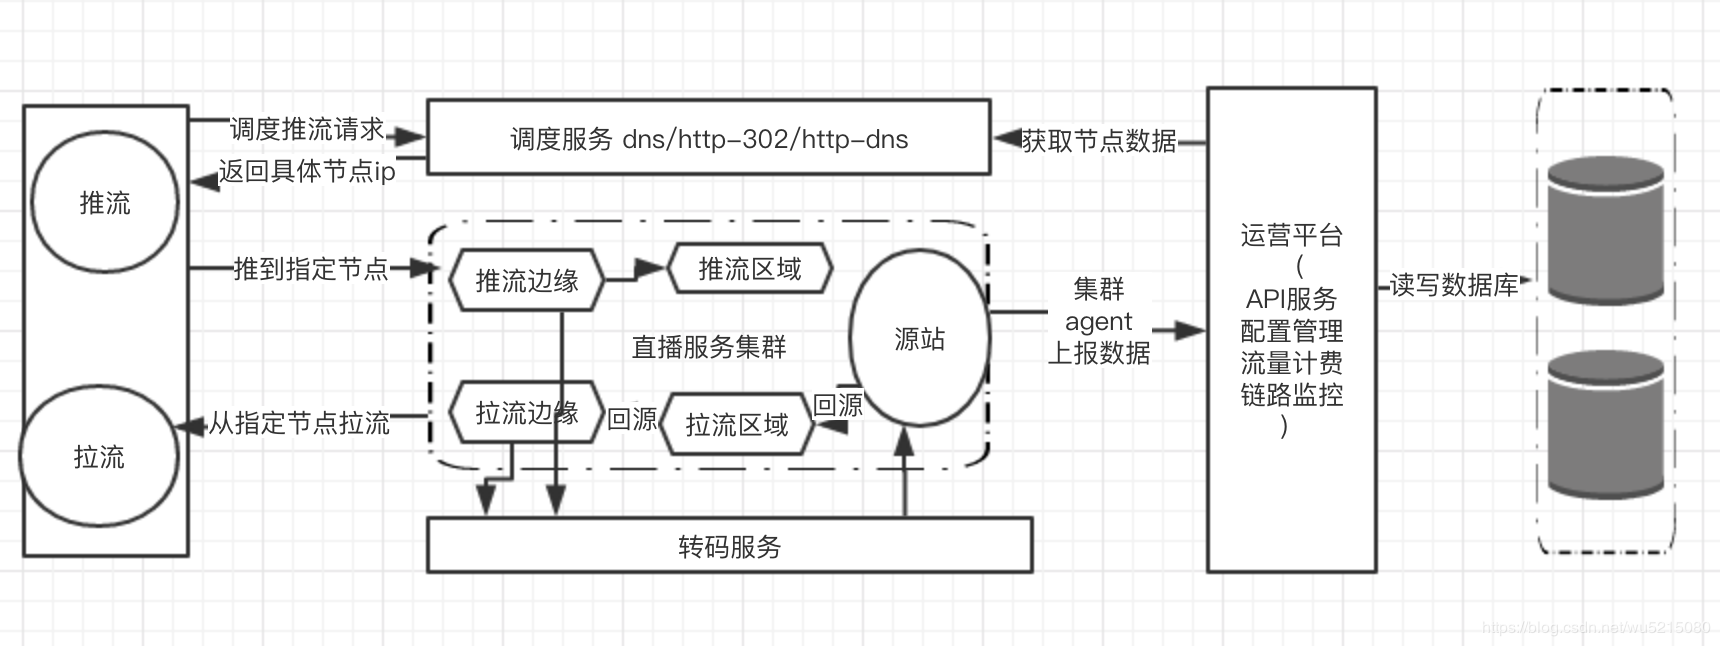 调度推流请求
调度服务 dns/http-302/http-dns
获取节点数据
返回具体节点ip
推流
推到指定节点
推流边缘
推流区域
直播服务集群
源站
集群
agent
上报数据
运营平台
(
API服务
配置管理
流量计费
链路监控
)
读写数据库
从指定节点拉流
拉流
拉流边缘
回源
拉流区域
回源
转码服务
https://blog.csdn.net/wu5215080